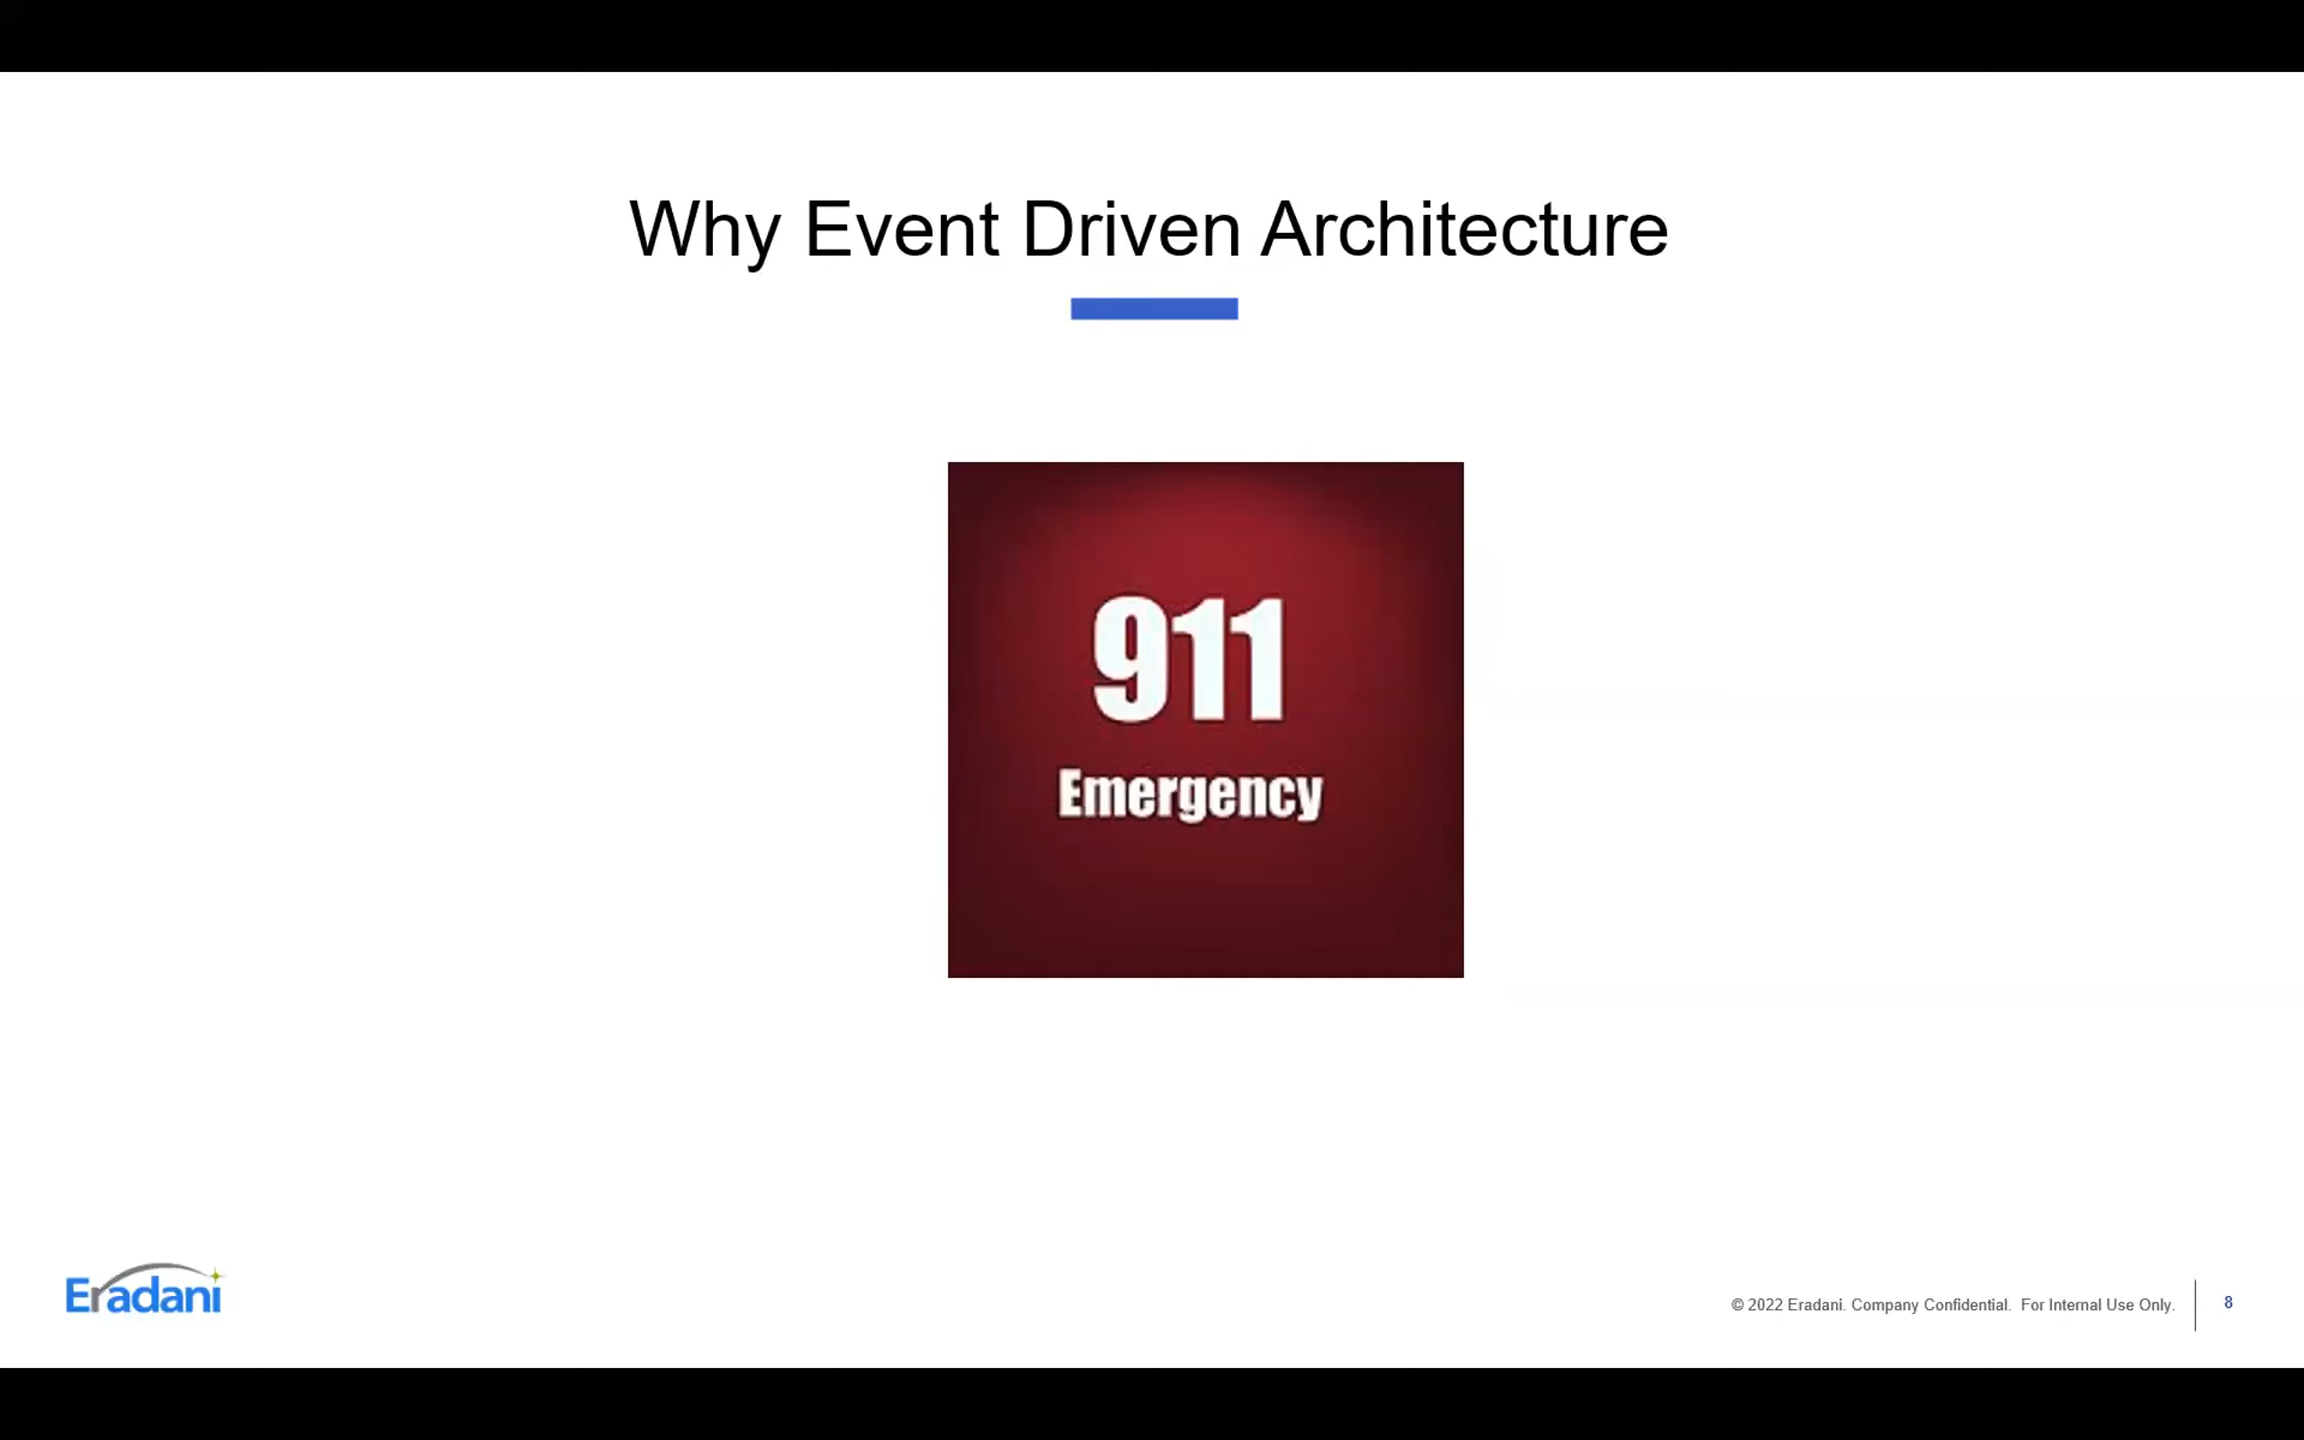 Why Event Driven Architecture
911
Emergency
Eradani
© 2022 Eradani. Company Confidential.  For Internal Use Only.
8